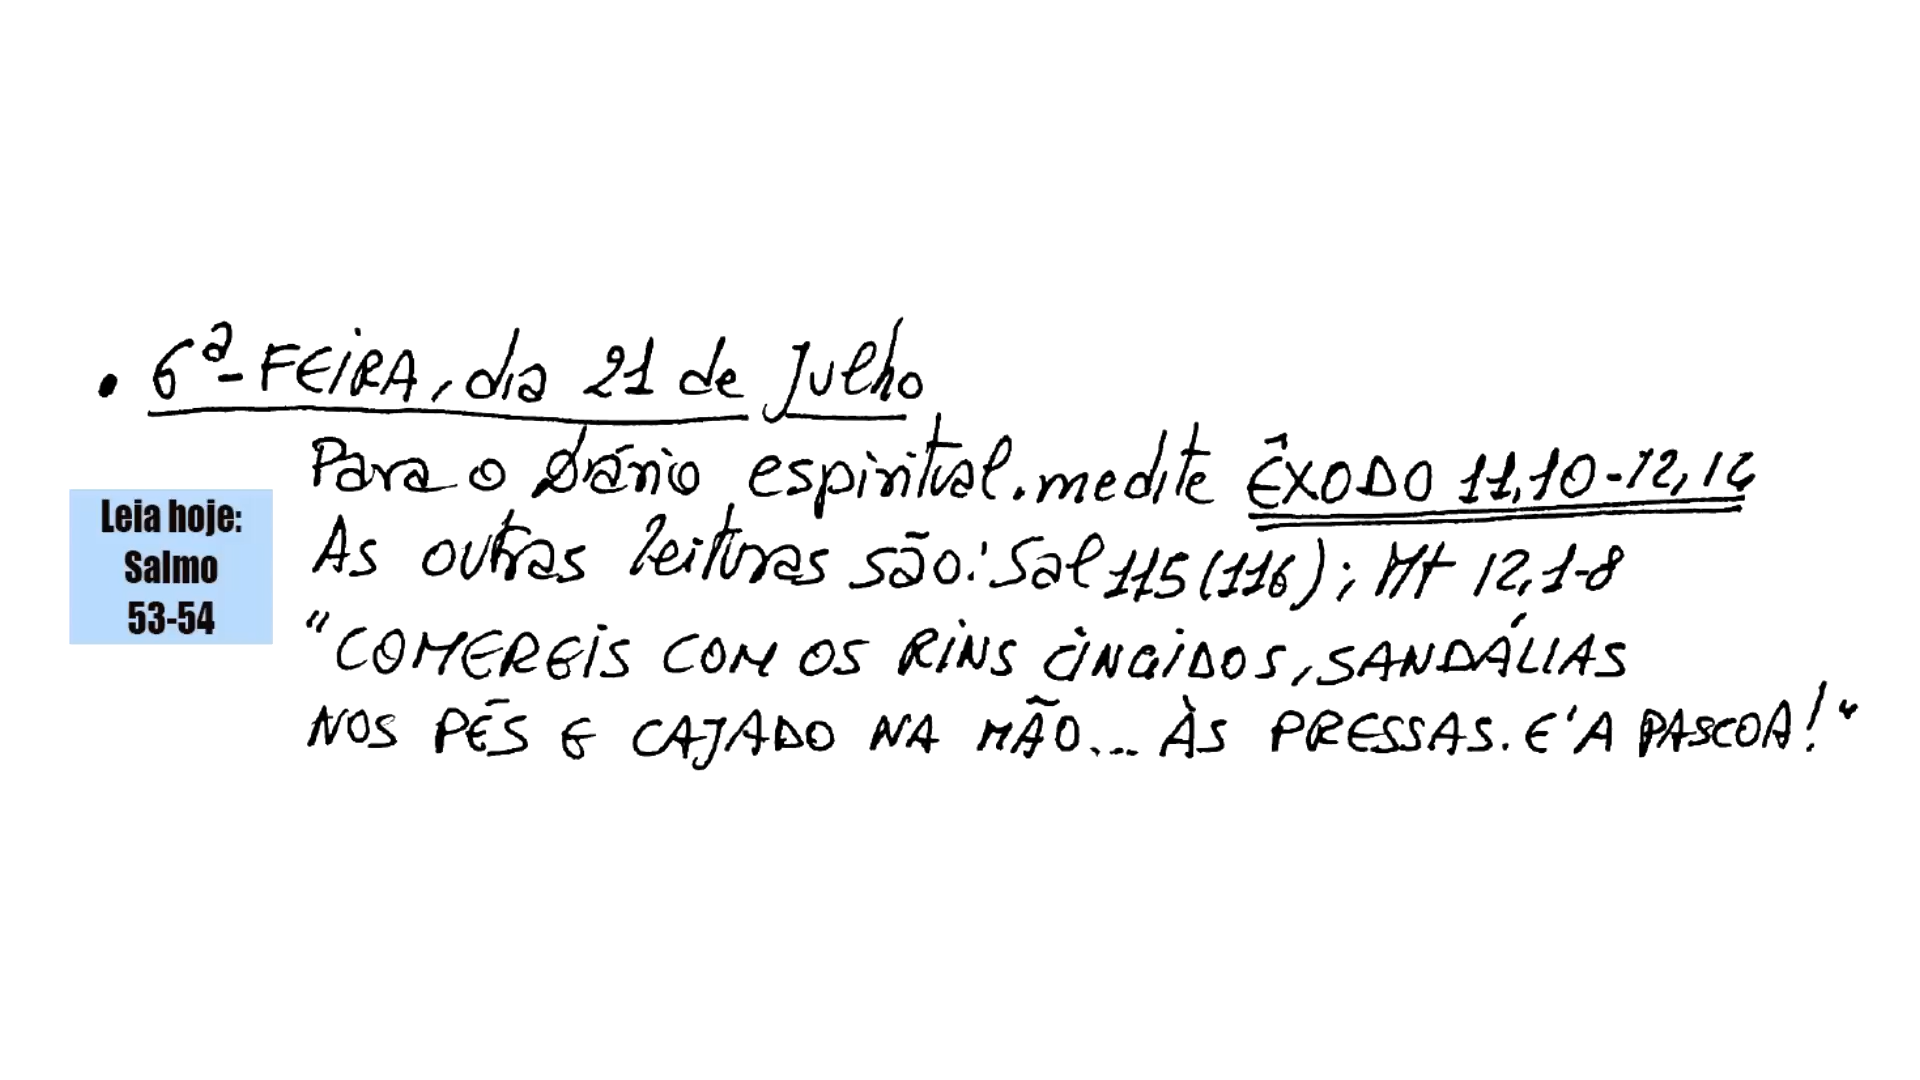 • 6ª-FEIRA, dia 21 de Julho
Para o Diário espiritual. medite ÊXODO 11,10-12,14
Leia hoje:
Salmo
53-54
As outras leituras são: Sal 115 (116); Mt 12,1-8
"COMEREIS COM OS RINS CINGIDOS, SANDÁLIAS
NOS PÉS E CAJADO NA MÃO... ÀS PRESSAS. E' A PASCOA!"